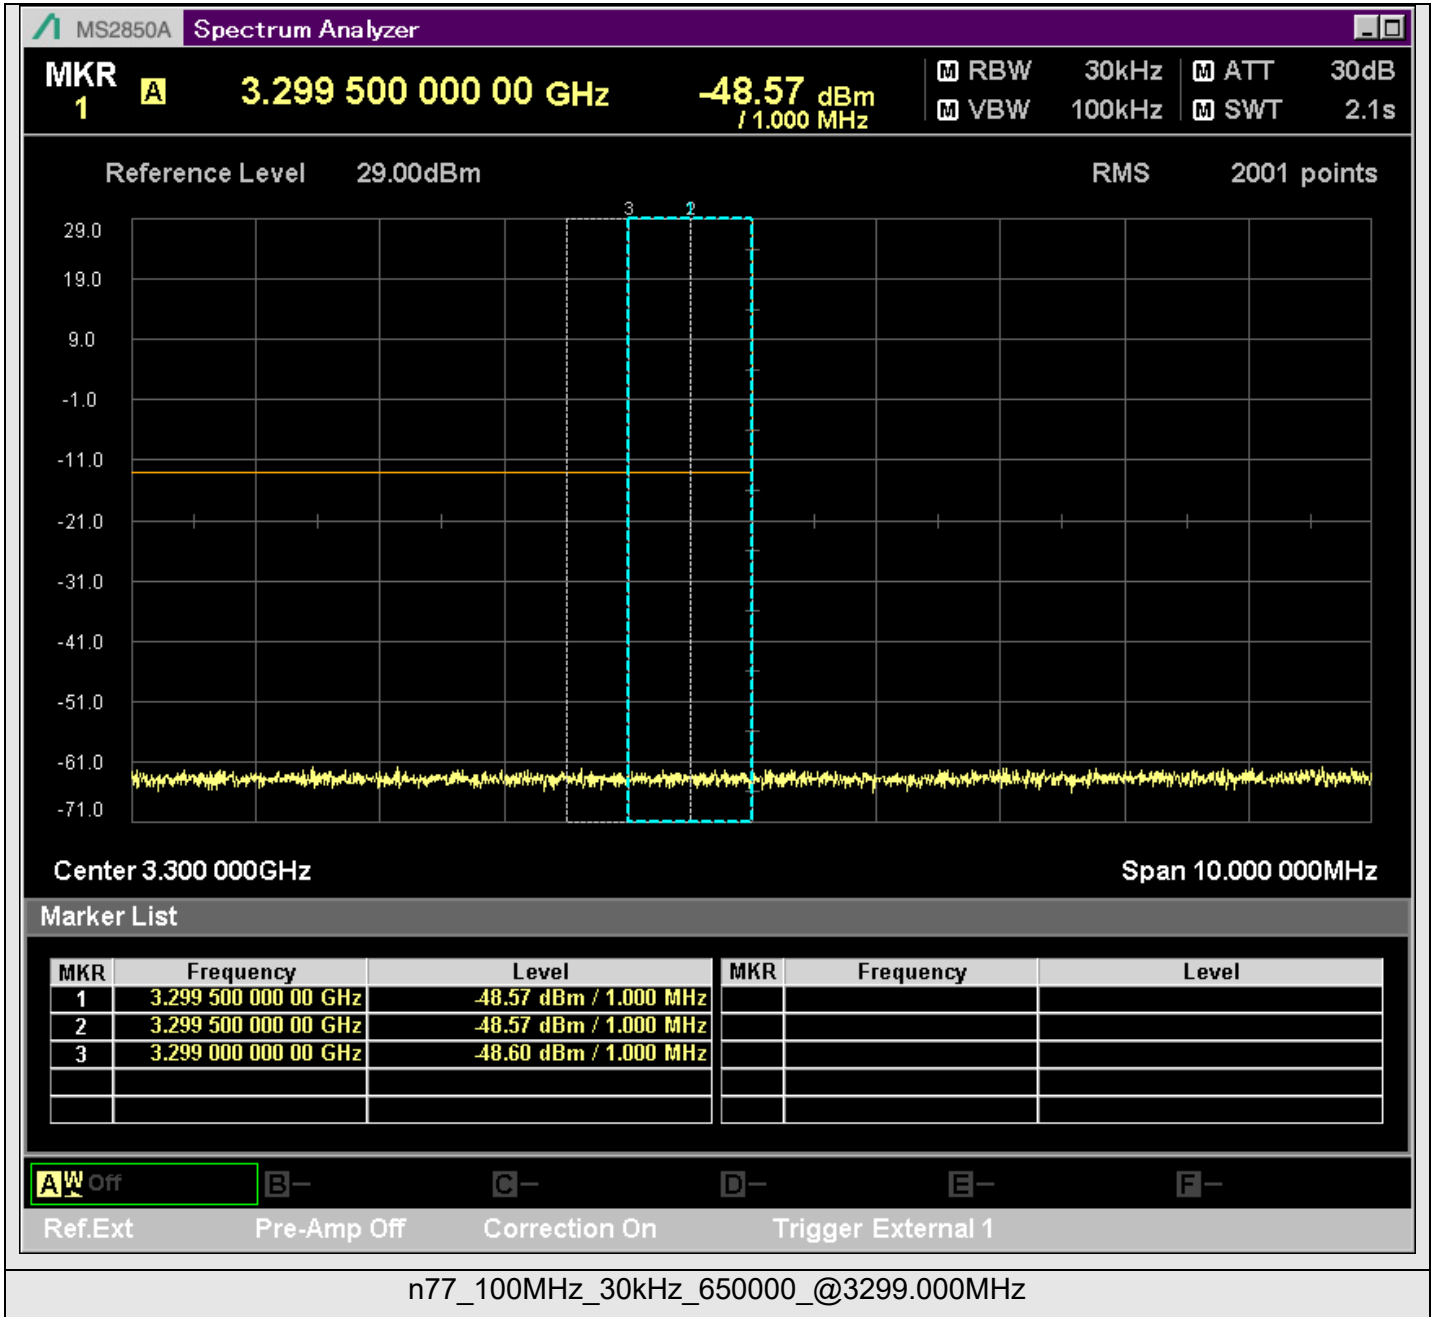 MS2850A Spectrum Analyzer
MKR 1 A 3.299 500 000 00 GHz -48.57 dBm / 1.000 MHz
M RBW 30kHz M ATT 30dB
M VBW 100kHz M SWT 2.1s
Reference Level 29.00dBm RMS 2001 points
3 2
29.0
19.0
9.0
-1.0
-11.0
-21.0
-31.0
-41.0
-51.0
-61.0
-71.0
Center 3.300 000GHz Span 10.000 000MHz
Marker List
MKR Frequency Level MKR Frequency Level
1 3.299 500 000 00 GHz -48.57 dBm / 1.000 MHz
2 3.299 500 000 00 GHz -48.57 dBm / 1.000 MHz
3 3.299 000 000 00 GHz -48.60 dBm / 1.000 MHz
A W Off B— C— D— E— F—
Ref.Ext Pre-Amp Off Correction On Trigger External 1
n77_100MHz_30kHz_650000_@3299.000MHz